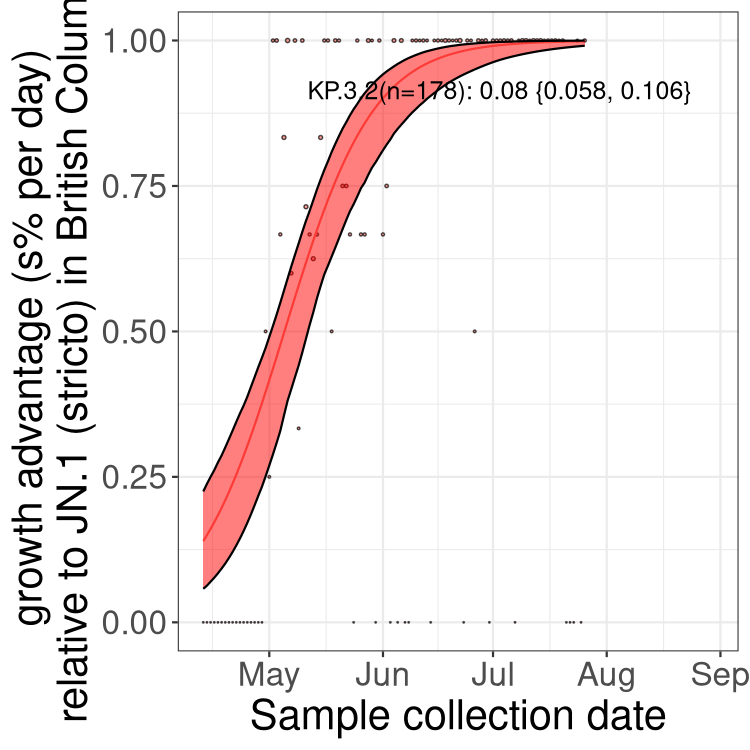 growth advantage (s% per day)
relative to JN.1 (stricto) in British Colum
1.00
0.75
0.50
0.25
0.00
KP.3.2(n=178): 0.08 {0.058, 0.106}
May Jun Jul Aug Sep
Sample collection date